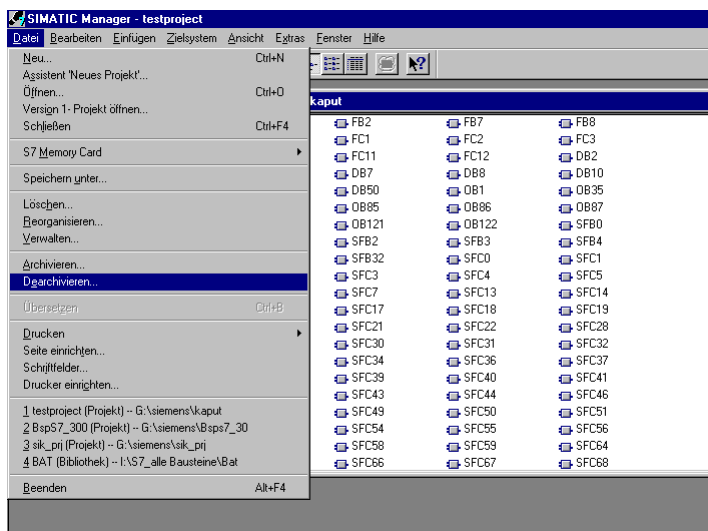 SIMATIC Manager - testproject
Datei Bearbeiten Einfügen Zielsystem Ansicht Extras Fenster Hilfe
Neu... Ctrl+N
Assistent 'Neues Projekt'...
Öffnen... Ctrl+O
Version 1- Projekt öffnen...
Schließen Ctrl+F4
S7 Memory Card
Speichern unter...
Löschen...
Reorganisieren...
Verwalten...
Archivieren...
Dearchivieren...
Übersetzen Ctrl+B
Drucken
Seite einrichten...
Schriftfelder...
Drucker einrichten...
1 testproject (Projekt) -- G:\siemens\kaput
2 BspS7_300 (Projekt) -- G:\siemens\Bsps7_30
3 sik_prj (Projekt) -- G:\siemens\sik_prj
4 BAT (Bibliothek) -- I:\S7_alle Bausteine\Bat
Beenden Alt+F4
kaput
FB2 FB7 FB8
FC1 FC2 FC3
FC11 FC12 DB2
DB7 DB8 DB10
DB50 OB1 OB35
OB85 OB86 OB87
OB121 OB122 SFB0
SFB2 SFB3 SFB4
SFB32 SFC0 SFC1
SFC3 SFC4 SFC5
SFC7 SFC13 SFC14
SFC17 SFC18 SFC19
SFC21 SFC22 SFC28
SFC30 SFC31 SFC32
SFC34 SFC36 SFC37
SFC39 SFC40 SFC41
SFC43 SFC44 SFC46
SFC49 SFC50 SFC51
SFC54 SFC55 SFC56
SFC58 SFC59 SFC64
SFC66 SFC67 SFC68